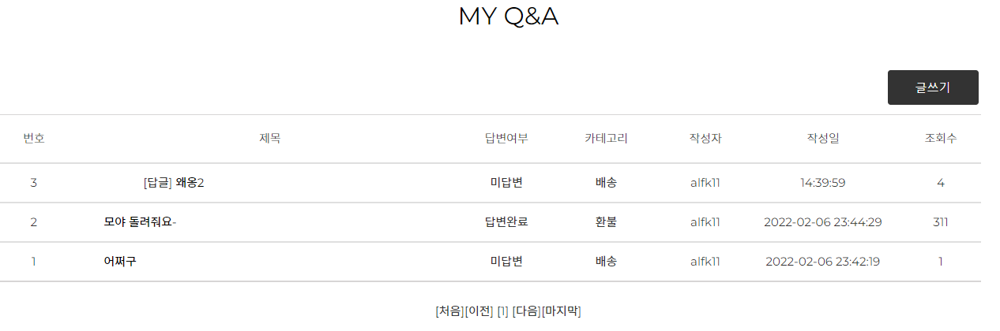 MY Q&A
글쓰기
번호 제목 답변여부 카테고리 작성자 작성일 조회수
3 [답글] 왜옹2 미답변 배송 alfk11 14:39:59 4
2 모야 돌려줘요- 답변완료 환불 alfk11 2022-02-06 23:44:29 311
1 어쩌구 미답변 배송 alfk11 2022-02-06 23:42:19 1
[처음][이전] [1] [다음][마지막]